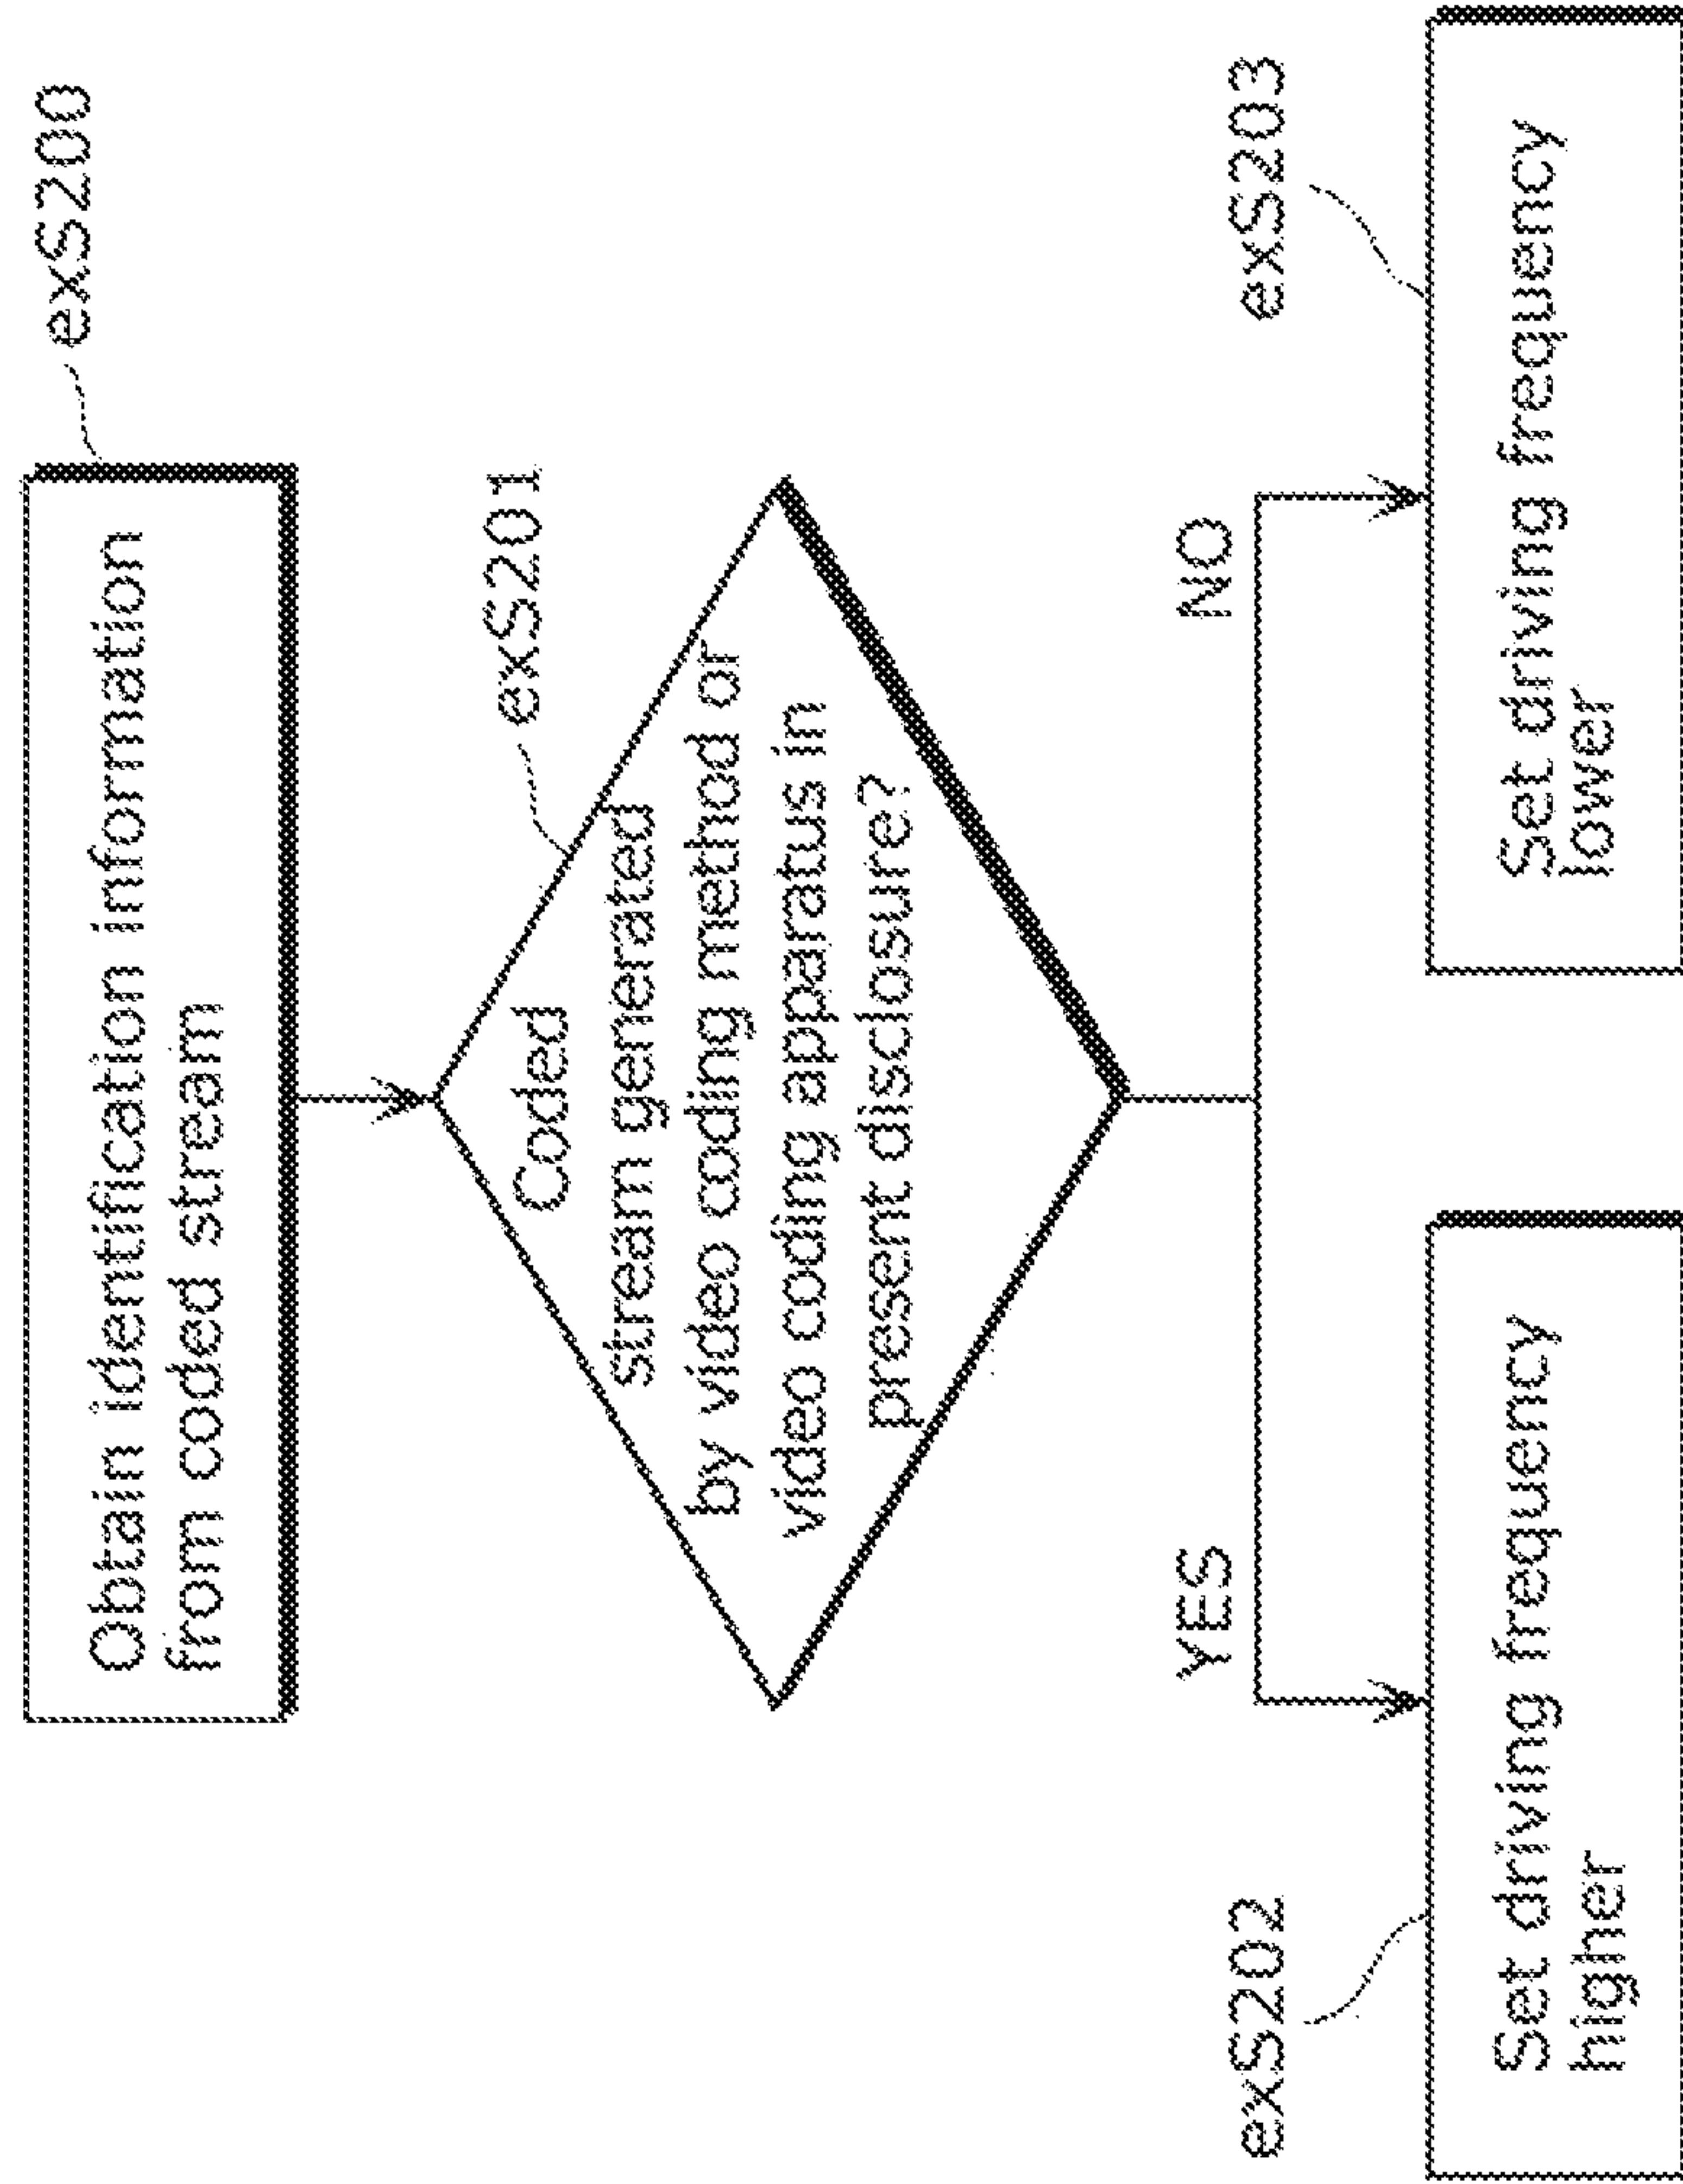 exS200
Obtain identification information
from coded stream
exS201
Coded
stream generated
by video coding method or
video coding apparatus in
present disclosure?
YES
NO
exS202
exS203
Set driving frequency
higher
Set driving frequency
lower